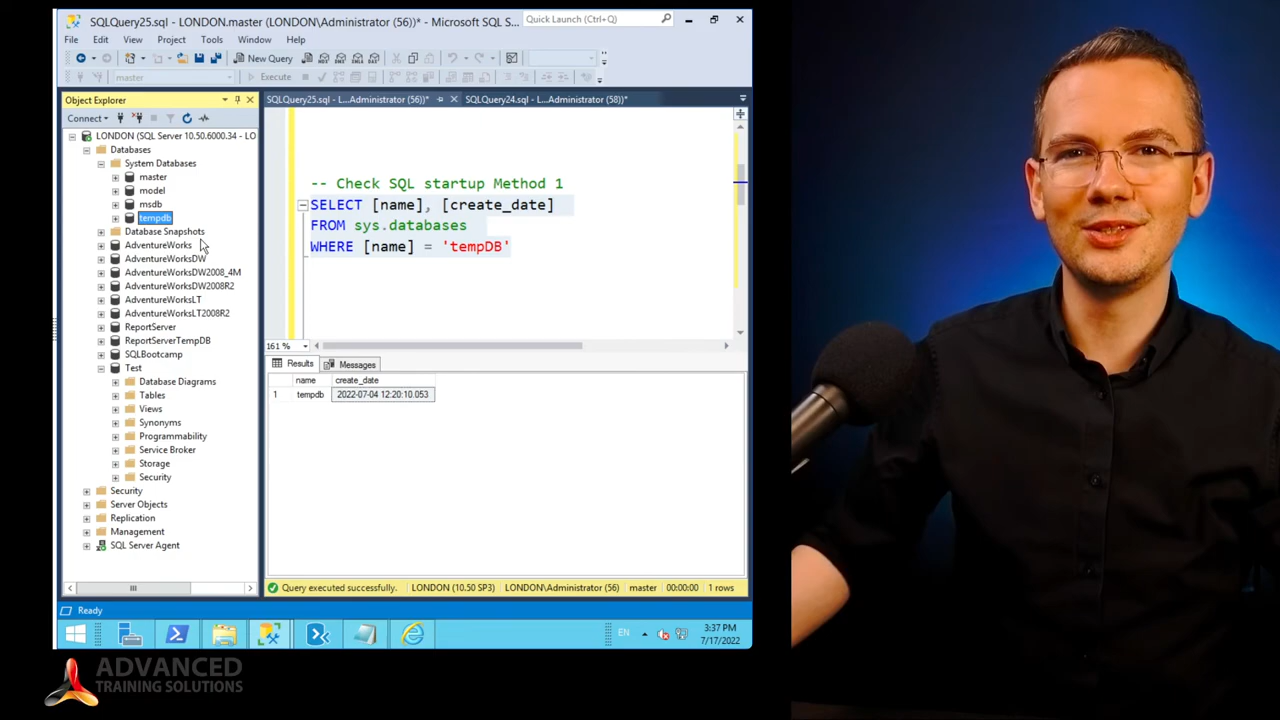 SQLQuery25.sql - LONDON.master (LONDON\Administrator (56))* - Microsoft SQL S...
Quick Launch (Ctrl+Q)
File Edit View Project Tools Window Help
New Query
master
Execute
Object Explorer
SQLQuery25.sql - L...Administrator (56))*
SQLQuery24.sql - L...Administrator (58))*
Connect
LONDON (SQL Server 10.50.6000.34 - LO
Databases
System Databases
master
model
msdb
tempdb
Database Snapshots
AdventureWorks
AdventureWorksDW
AdventureWorksDW2008_4M
AdventureWorksDW2008R2
AdventureWorksLT
AdventureWorksLT2008R2
ReportServer
ReportServerTempDB
SQLBootcamp
Test
Database Diagrams
Tables
Views
Synonyms
Programmability
Service Broker
Storage
Security
Security
Server Objects
Replication
Management
SQL Server Agent
-- Check SQL startup Method 1
SELECT [name], [create_date]
FROM sys.databases
WHERE [name] = 'tempDB'
161 %
Results Messages
name create_date
1 tempdb 2022-07-04 12:20:10.053
Query executed successfully. LONDON (10.50 SP3) LONDON\Administrator (56) master 00:00:00 1 rows
Ready
EN
3:37 PM
7/17/2022
ADVANCED
TRAINING SOLUTIONS